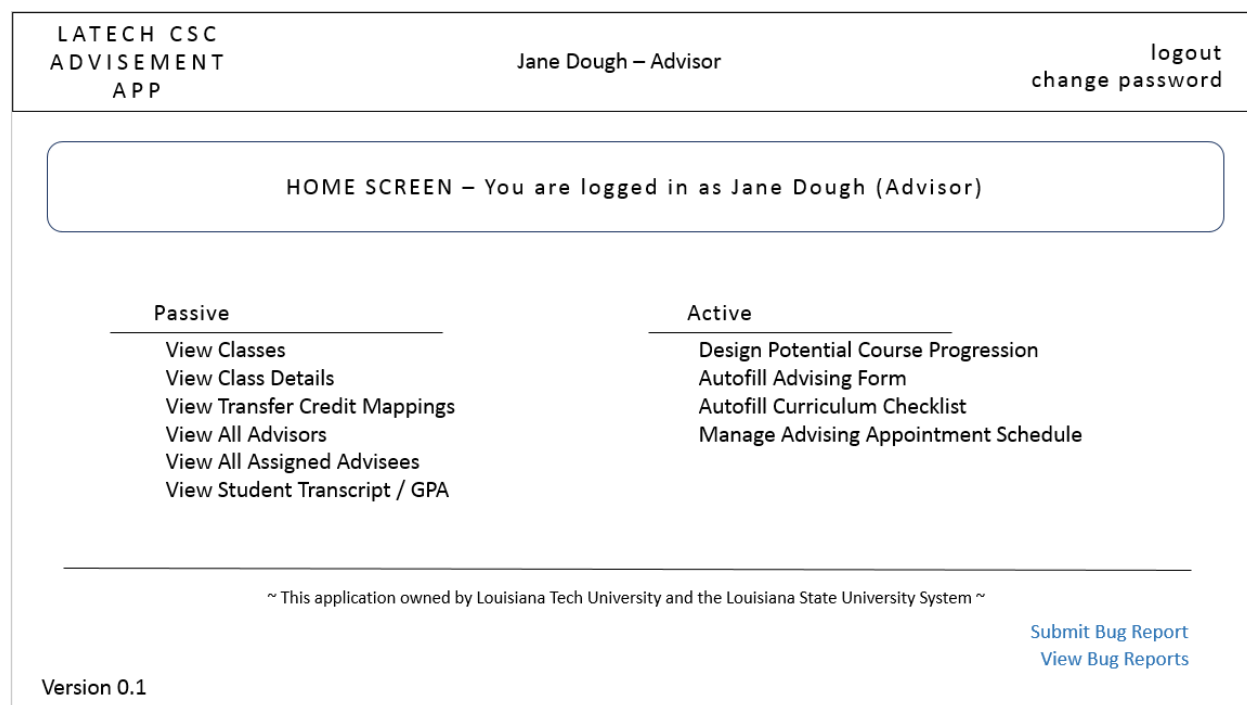 LATECH CSC
ADVISEMENT
APP
Jane Dough – Advisor
logout
change password
HOME SCREEN – You are logged in as Jane Dough (Advisor)
Passive
View Classes
View Class Details
View Transfer Credit Mappings
View All Advisors
View All Assigned Advisees
View Student Transcript / GPA
Active
Design Potential Course Progression
Autofill Advising Form
Autofill Curriculum Checklist
Manage Advising Appointment Schedule
~ This application owned by Louisiana Tech University and the Louisiana State University System ~
Submit Bug Report
View Bug Reports
Version 0.1